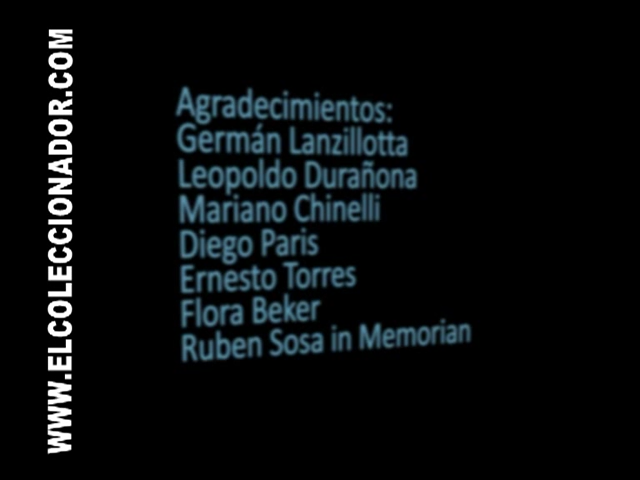 WWW.ELCOLECCIONADOR.COM
Agradecimientos:
Germán Lanzillotta
Leopoldo Durañona
Mariano Chinelli
Diego Paris
Ernesto Torres
Flora Beker
Ruben Sosa in Memorian